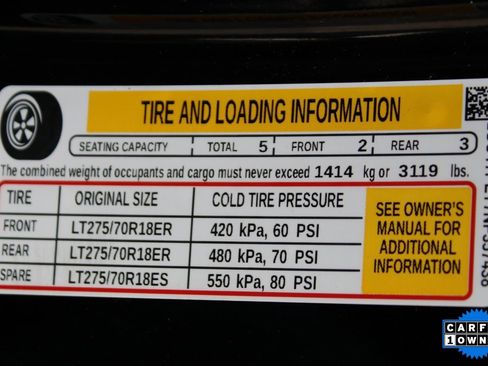 TIRE AND LOADING INFORMATION
SEATING CAPACITY TOTAL 5 FRONT 2 REAR 3
The combined weight of occupants and cargo must never exceed 1414 kg or 3119 lbs.
TIRE ORIGINAL SIZE COLD TIRE PRESSURE
FRONT LT275/70R18ER 420 kPa, 60 PSI
REAR LT275/70R18ER 480 kPa, 70 PSI
SPARE LT275/70R18ES 550 kPa, 80 PSI
SEE OWNER'S
MANUAL FOR
ADDITIONAL
INFORMATION
CARF
1 OWN